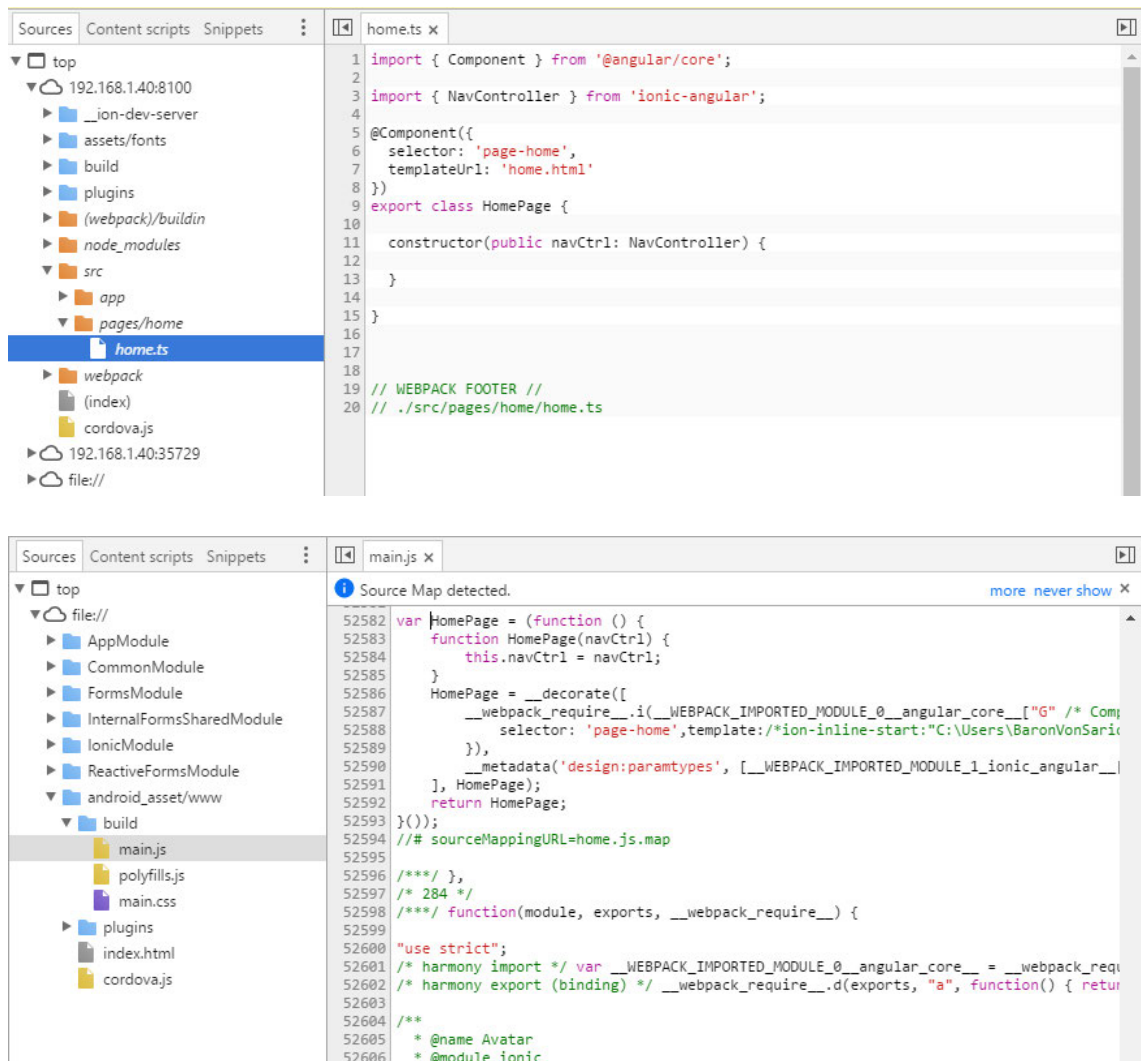 Sources Content scripts Snippets
top
192.168.1.40:8100
__ion-dev-server
assets/fonts
build
plugins
(webpack)/buildin
node_modules
src
app
pages/home
home.ts
webpack
(index)
cordova.js
192.168.1.40:35729
file://
home.ts ×
1 import { Component } from '@angular/core';
2
3 import { NavController } from 'ionic-angular';
4
5 @Component({
6   selector: 'page-home',
7   templateUrl: 'home.html'
8 })
9 export class HomePage {
10
11   constructor(public navCtrl: NavController) {
12
13   }
14
15 }
16
17
18
19 // WEBPACK FOOTER //
20 // ./src/pages/home/home.ts
Sources Content scripts Snippets
top
file://
AppModule
CommonModule
FormsModule
InternalFormsSharedModule
IonicModule
ReactiveFormsModule
android_asset/www
build
main.js
polyfills.js
main.css
plugins
index.html
cordova.js
main.js ×
Source Map detected. more never show ×
52582 var HomePage = (function () {
52583     function HomePage(navCtrl) {
52584         this.navCtrl = navCtrl;
52585     }
52586     HomePage = __decorate([
52587         __webpack_require__.i(__WEBPACK_IMPORTED_MODULE_0__angular_core__["G" /* Comp
52588             selector: 'page-home',template:/*ion-inline-start:"C:\Users\BaronVonSaric
52589         }),
52590         __metadata('design:paramtypes', [__WEBPACK_IMPORTED_MODULE_1_ionic_angular__[
52591     ], HomePage);
52592     return HomePage;
52593 }());
52594 //# sourceMappingURL=home.js.map
52595
52596 /***/ },
52597 /* 284 */
52598 /***/ function(module, exports, __webpack_require__) {
52599
52600 "use strict";
52601 /* harmony import */ var __WEBPACK_IMPORTED_MODULE_0__angular_core__ = __webpack_requ
52602 /* harmony export (binding) */ __webpack_require__.d(exports, "a", function() { retur
52603
52604 /**
52605  * @name Avatar
52606  * @module ionic